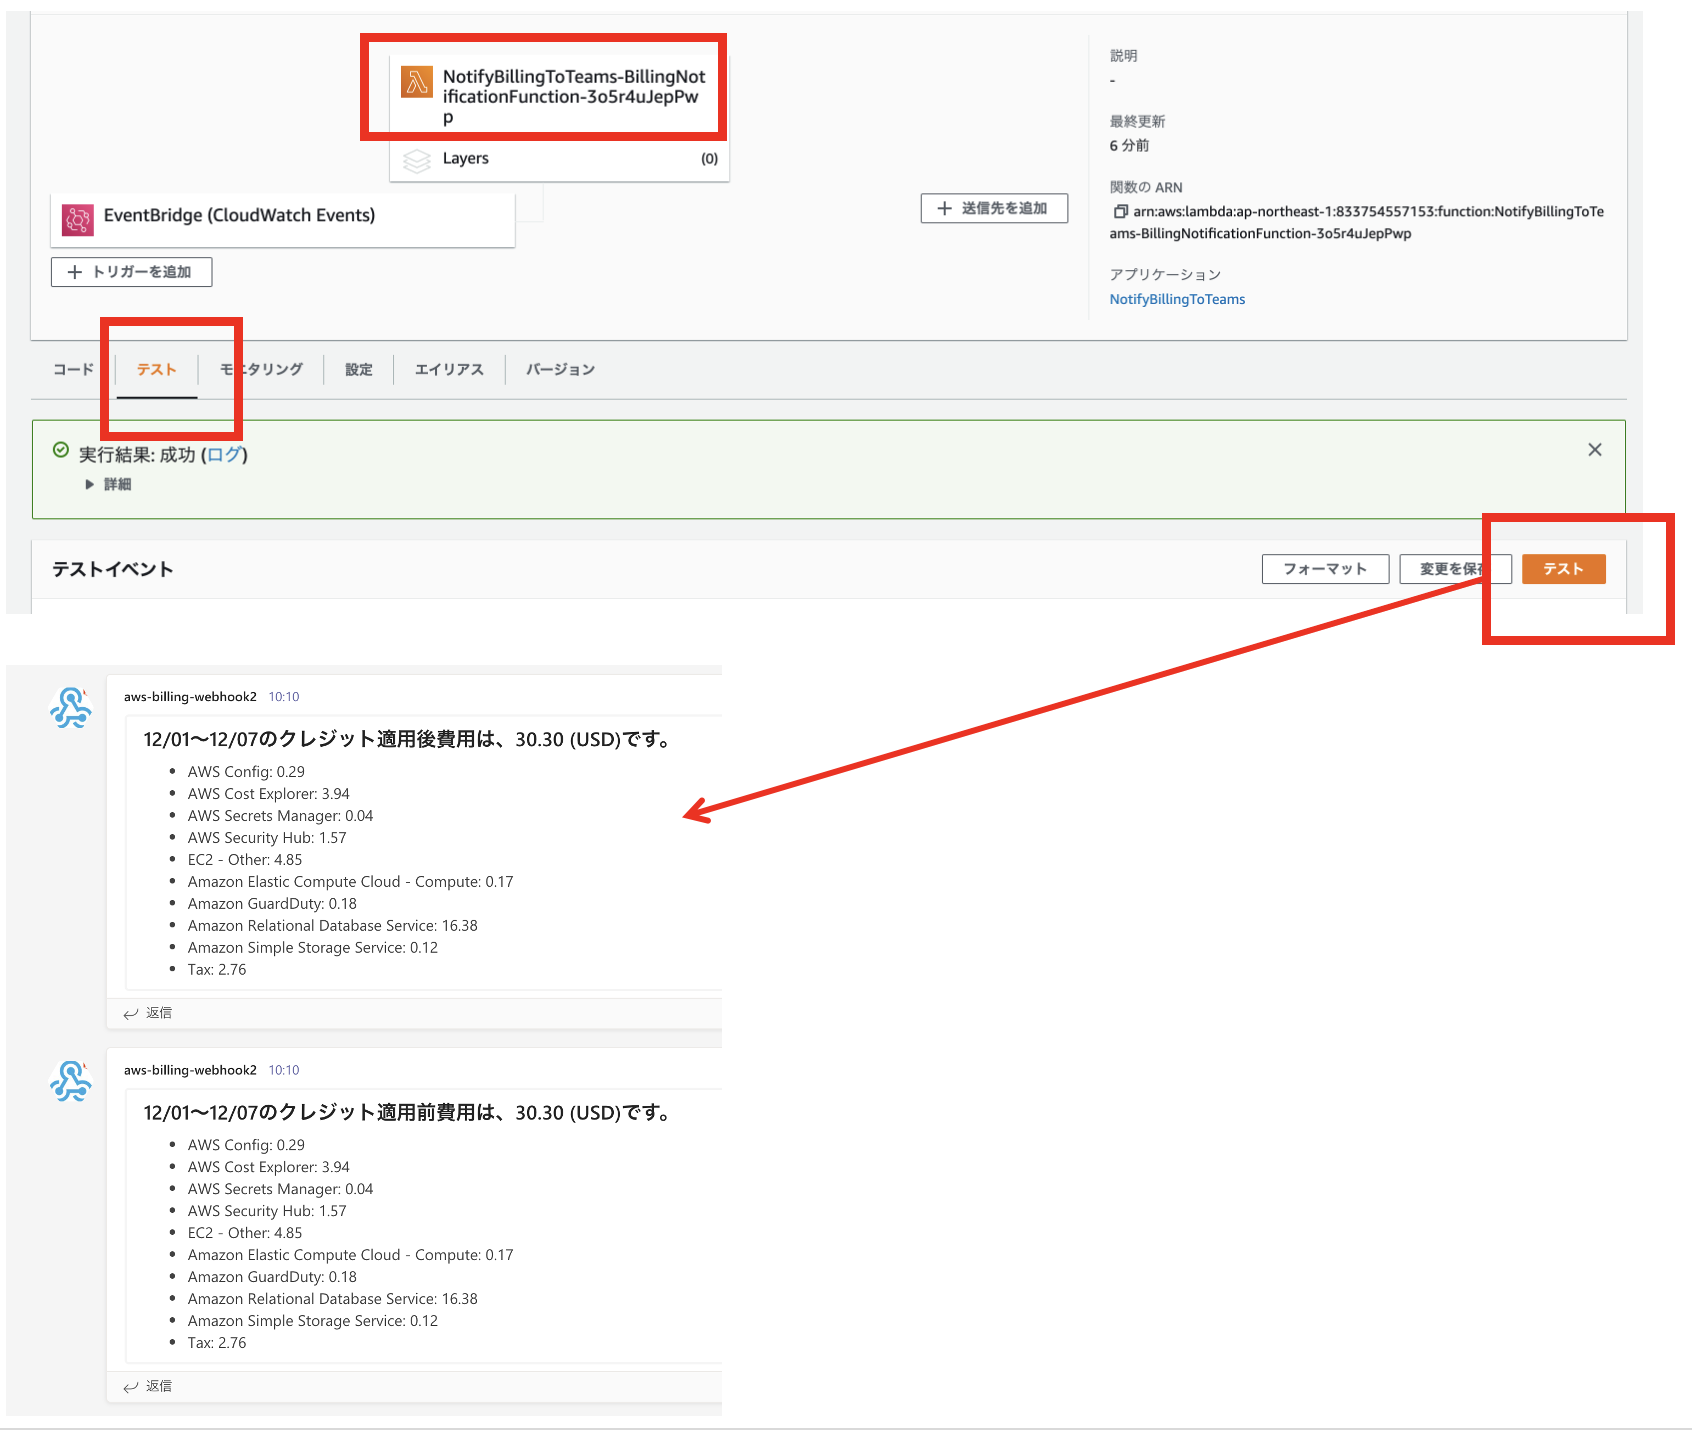 NotifyBillingToTeams-BillingNot
ificationFunction-3o5r4uJepPw
p
Layers
(0)
EventBridge (CloudWatch Events)
トリガーを追加
送信先を追加
説明
-
最終更新
6 分前
関数の ARN
arn:aws:lambda:ap-northeast-1:833754557153:function:NotifyBillingToTe
ams-BillingNotificationFunction-3o5r4uJepPwp
アプリケーション
NotifyBillingToTeams
コード
テスト
モニタリング
設定
エイリアス
バージョン
実行結果: 成功 (ログ)
詳細
テストイベント
フォーマット
変更を保存
テスト
aws-billing-webhook2 10:10
12/01〜12/07のクレジット適用後費用は、30.30 (USD)です。
• AWS Config: 0.29
• AWS Cost Explorer: 3.94
• AWS Secrets Manager: 0.04
• AWS Security Hub: 1.57
• EC2 - Other: 4.85
• Amazon Elastic Compute Cloud - Compute: 0.17
• Amazon GuardDuty: 0.18
• Amazon Relational Database Service: 16.38
• Amazon Simple Storage Service: 0.12
• Tax: 2.76
返信
aws-billing-webhook2 10:10
12/01〜12/07のクレジット適用前費用は、30.30 (USD)です。
• AWS Config: 0.29
• AWS Cost Explorer: 3.94
• AWS Secrets Manager: 0.04
• AWS Security Hub: 1.57
• EC2 - Other: 4.85
• Amazon Elastic Compute Cloud - Compute: 0.17
• Amazon GuardDuty: 0.18
• Amazon Relational Database Service: 16.38
• Amazon Simple Storage Service: 0.12
• Tax: 2.76
返信